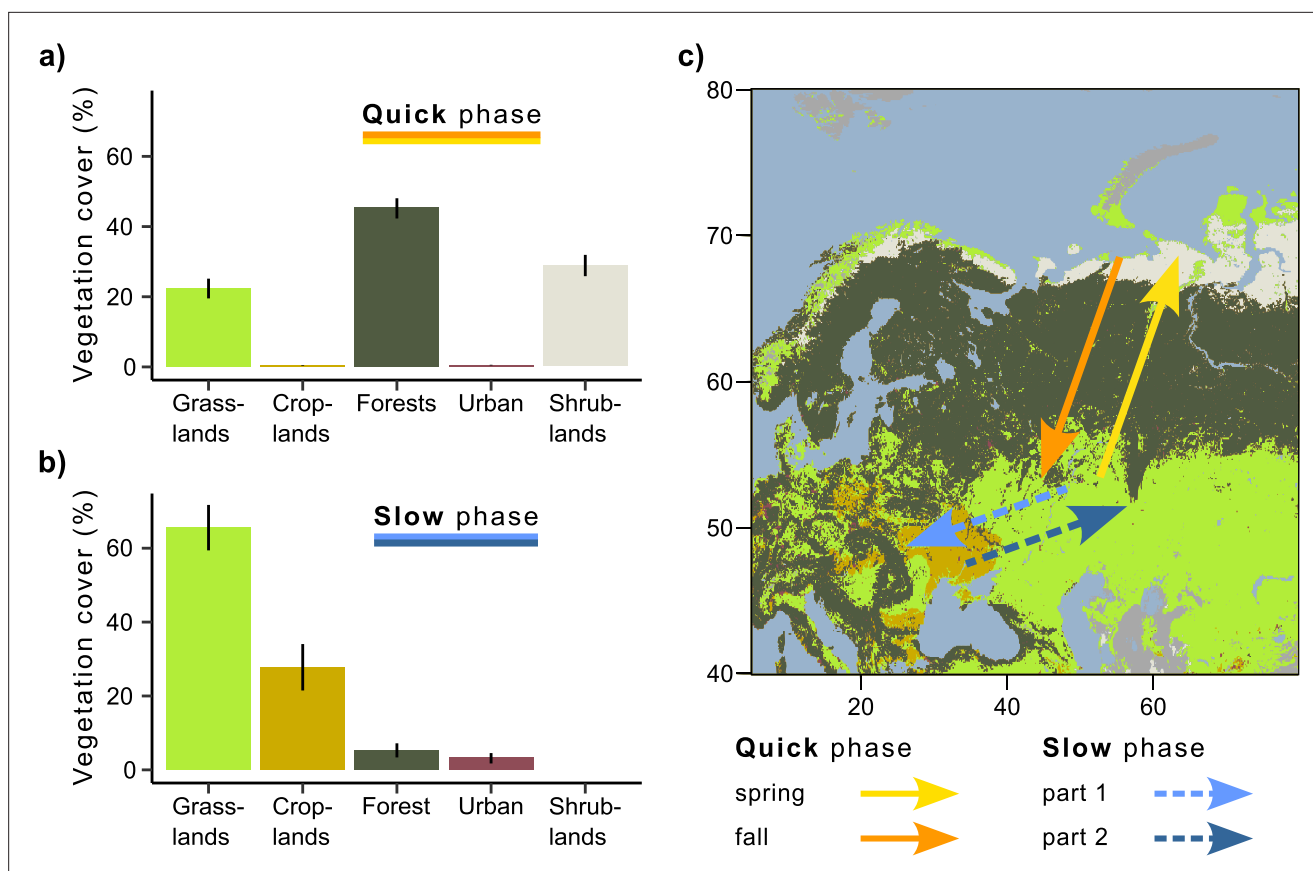 a)
Vegetation cover (%)
60
40
20
0
Quick phase
Grass-
lands
Crop-
lands
Forests
Urban
Shrub-
lands
b)
Vegetation cover (%)
60
40
20
0
Slow phase
Grass-
lands
Crop-
lands
Forest
Urban
Shrub-
lands
c)
80
70
60
50
40
20
40
60
Quick phase
spring
fall
Slow phase
part 1
part 2